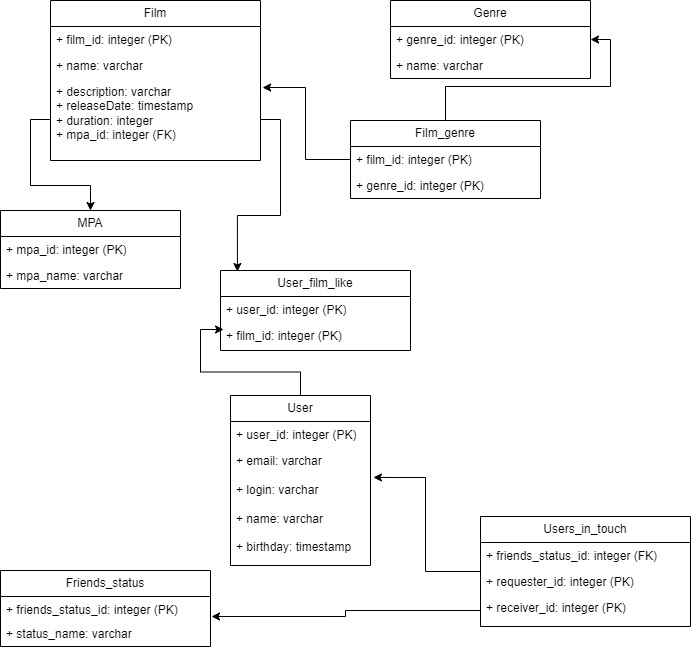 Film
+ film_id: integer (PK)
+ name: varchar
+ description: varchar
+ releaseDate: timestamp
+ duration: integer
+ mpa_id: integer (FK)
Genre
+ genre_id: integer (PK)
+ name: varchar
Film_genre
+ film_id: integer (PK)
+ genre_id: integer (PK)
MPA
+ mpa_id: integer (PK)
+ mpa_name: varchar
User_film_like
+ user_id: integer (PK)
+ film_id: integer (PK)
User
+ user_id: integer (PK)
+ email: varchar
+ login: varchar
+ name: varchar
+ birthday: timestamp
Users_in_touch
+ friends_status_id: integer (FK)
+ requester_id: integer (PK)
+ receiver_id: integer (PK)
Friends_status
+ friends_status_id: integer (PK)
+ status_name: varchar